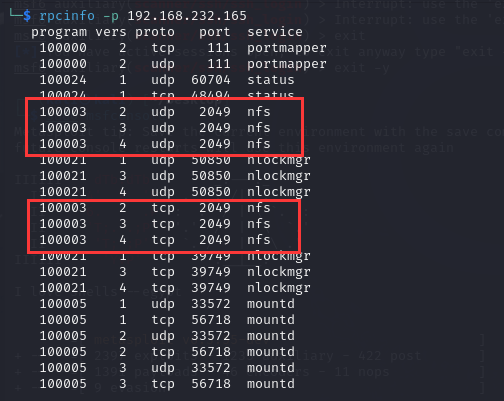 └─$ rpcinfo -p 192.168.232.165
program vers proto port service
100000 2 tcp 111 portmapper
100000 2 udp 111 portmapper
100024 1 udp 60704 status
100024 1 tcp 48494 status
100003 2 udp 2049 nfs
100003 3 udp 2049 nfs
100003 4 udp 2049 nfs
100021 1 udp 50850 nlockmgr
100021 3 udp 50850 nlockmgr
100021 4 udp 50850 nlockmgr
100003 2 tcp 2049 nfs
100003 3 tcp 2049 nfs
100003 4 tcp 2049 nfs
100021 1 tcp 39749 nlockmgr
100021 3 tcp 39749 nlockmgr
100021 4 tcp 39749 nlockmgr
100005 1 udp 33572 mountd
100005 1 tcp 56718 mountd
100005 2 udp 33572 mountd
100005 2 tcp 56718 mountd
100005 3 udp 33572 mountd
100005 3 tcp 56718 mountd